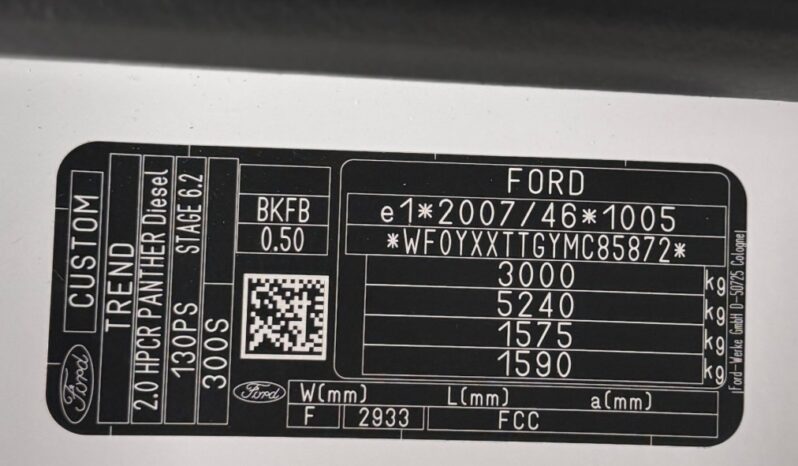 CUSTOM
TREND
2.0 HPCR PANTHER Diesel
130PS STAGE 6.2
300S
Ford
BKFB
0.50
FORD
e1*2007/46*1005
*WF0YXXTTGYMC85872*
3000 kg
5240 kg
1575 kg
1590 kg
Ford-Werke GmbH D-50725 Cologne
Ford
W(mm) L(mm) a(mm)
F 2933 FCC